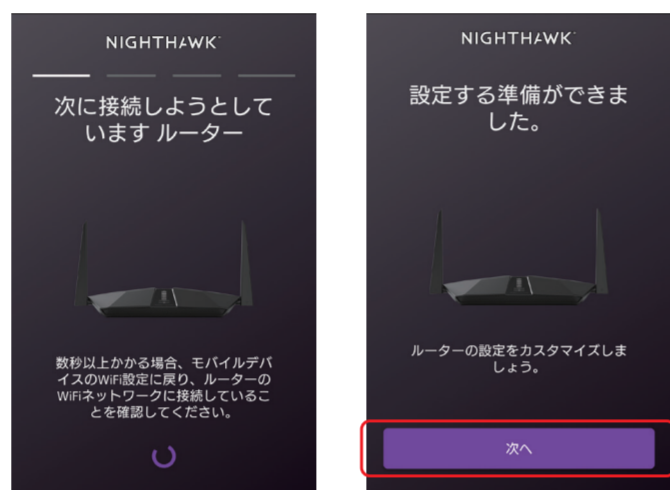 NIGHTHAWK
次に接続しようとして
います ルーター
数秒以上かかる場合、モバイルデバ
イスのWiFi設定に戻り、ルーターの
WiFiネットワークに接続しているこ
とを確認してください。
NIGHTHAWK
設定する準備ができま
した。
ルーターの設定をカスタマイズしま
しょう。
次へ